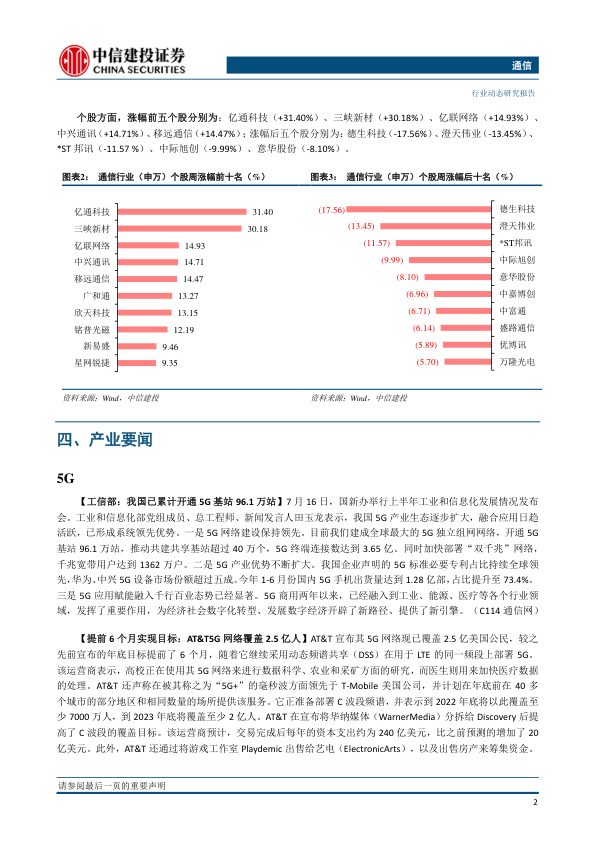 中信建投证券
CHINA SECURITIES
通信
行业动态研究报告
个股方面，涨幅前五个股分别为：亿通科技（+31.40%）、三峡新材（+30.18%）、亿联网络（+14.93%）、
中兴通讯（+14.71%）、移远通信（+14.47%）；涨幅后五个股分别为：德生科技(-17.56%)、澄天伟业(-13.45%)、
*ST 邦讯（-11.57 %）、中际旭创（-9.99%）、意华股份（-8.10%）。
图表2： 通信行业（申万）个股周涨幅前十名（%）
亿通科技 31.40
三峡新材 30.18
亿联网络 14.93
中兴通讯 14.71
移远通信 14.47
广和通 13.27
欣天科技 13.15
铭普光磁 12.19
新易盛 9.46
星网锐捷 9.35
资料来源：Wind，中信建投
图表3： 通信行业（申万）个股周涨幅后十名（%）
(17.56) 德生科技
(13.45) 澄天伟业
(11.57) *ST邦讯
(9.99) 中际旭创
(8.10) 意华股份
(6.96) 中嘉博创
(6.71) 中富通
(6.14) 盛路通信
(5.89) 优博讯
(5.70) 万隆光电
资料来源：Wind，中信建投
四、产业要闻
5G
【工信部：我国已累计开通 5G 基站 96.1 万站】7 月 16 日，国新办举行上半年工业和信息化发展情况发布
会。工业和信息化部党组成员、总工程师、新闻发言人田玉龙表示，我国 5G 产业生态逐步扩大，融合应用日趋
活跃，已形成系统领先优势。一是 5G 网络建设保持领先。目前我们建成全球最大的 5G 独立组网网络，开通 5G
基站 96.1 万站，推动共建共享基站超过 40 万个，5G 终端连接数达到 3.65 亿。同时加快部署“双千兆”网络，
千兆宽带用户达到 1362 万户。二是 5G 产业优势不断扩大。我国企业声明的 5G 标准必要专利占比持续全球领
先，华为、中兴 5G 设备市场份额超过五成。今年 1-6 月份国内 5G 手机出货量达到 1.28 亿部，占比提升至 73.4%。
三是 5G 应用赋能融入千行百业态势已经显著。5G 商用两年以来，已经融入到工业、能源、医疗等各个行业领
域，发挥了重要作用，为经济社会数字化转型、发展数字经济开辟了新路径、提供了新引擎。（C114 通信网）
【提前 6 个月实现目标：AT&T5G 网络覆盖 2.5 亿人】AT&T 宣布其 5G 网络现已覆盖 2.5 亿美国公民，较之
先前宣布的年底目标提前了 6 个月，随着它继续采用动态频谱共享（DSS）在用于 LTE 的同一频段上部署 5G。
该运营商表示，高校正在使用其 5G 网络来进行数据科学、农业和采矿方面的研究，而医生则用来加快医疗数据
的处理。AT&T 还声称在被其称之为“5G+”的毫秒波方面领先于 T-Mobile 美国公司，并计划在年底前在 40 多
个城市的部分地区和相同数量的场所提供该服务。它正准备部署 C 波段频谱，并表示到 2022 年底将以此覆盖至
少 7000 万人，到 2023 年底将覆盖至少 2 亿人。AT&T 在宣布将华纳媒体（WarnerMedia）分拆给 Discovery 后提
高了 C 波段的覆盖目标。该运营商预计，交易完成后每年的资本支出约为 240 亿美元，比之前预测的增加了 20
亿美元。此外，AT&T 还通过将游戏工作室 Playdemic 出售给艺电（ElectronicArts），以及出售房产来筹集资金。
请参阅最后一页的重要声明
2